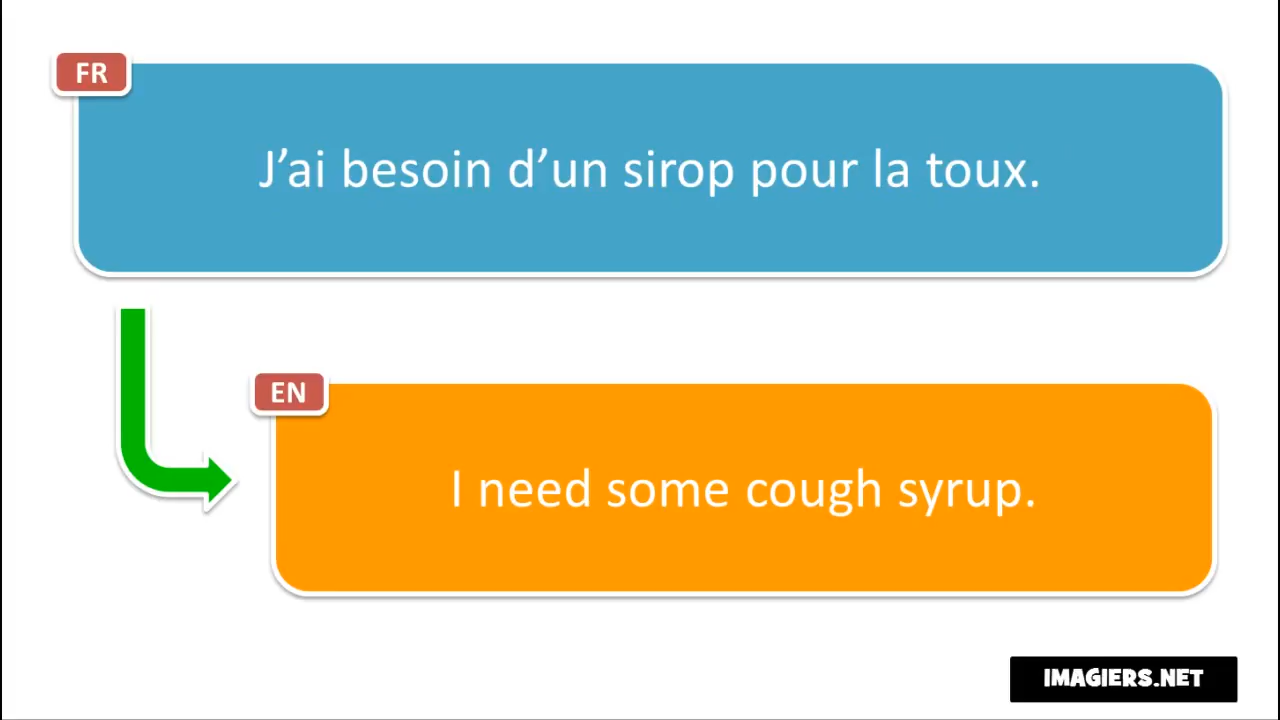 FR
J’ai besoin d’un sirop pour la toux.
EN
I need some cough syrup.
IMAGIERS.NET